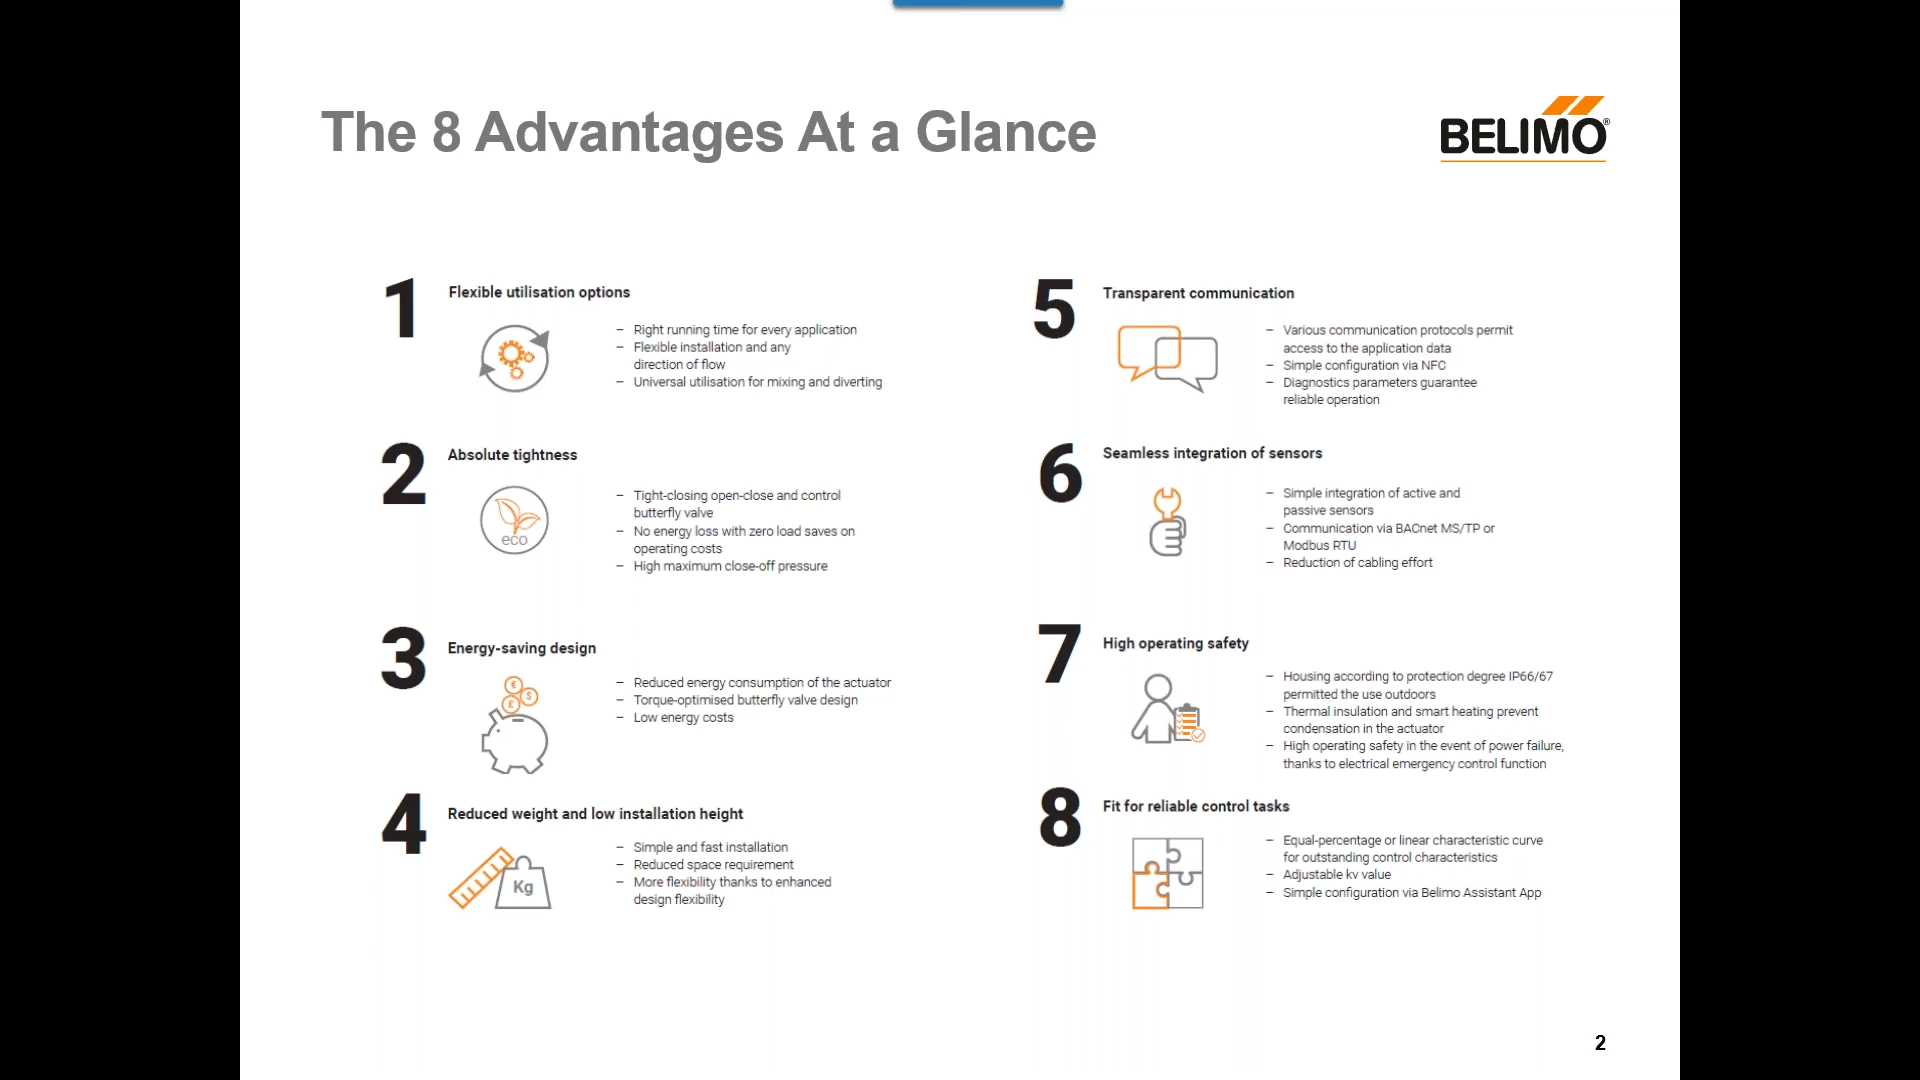 The 8 Advantages At a Glance
BELIMO®
1
Flexible utilisation options
– Right running time for every application
– Flexible installation and any
direction of flow
– Universal utilisation for mixing and diverting
2
Absolute tightness
eco
– Tight-closing open-close and control
butterfly valve
– No energy loss with zero load saves on
operating costs
– High maximum close-off pressure
3
Energy-saving design
€
$
£
– Reduced energy consumption of the actuator
– Torque-optimised butterfly valve design
– Low energy costs
4
Reduced weight and low installation height
Kg
– Simple and fast installation
– Reduced space requirement
– More flexibility thanks to enhanced
design flexibility
5
Transparent communication
– Various communication protocols permit
access to the application data
– Simple configuration via NFC
– Diagnostics parameters guarantee
reliable operation
6
Seamless integration of sensors
– Simple integration of active and
passive sensors
– Communication via BACnet MS/TP or
Modbus RTU
– Reduction of cabling effort
7
High operating safety
– Housing according to protection degree IP66/67
permitted the use outdoors
– Thermal insulation and smart heating prevent
condensation in the actuator
– High operating safety in the event of power failure,
thanks to electrical emergency control function
8
Fit for reliable control tasks
– Equal-percentage or linear characteristic curve
for outstanding control characteristics
– Adjustable kv value
– Simple configuration via Belimo Assistant App
2